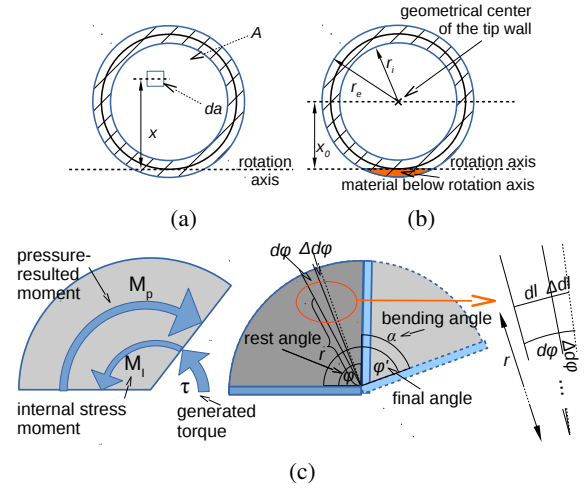 A
da
x
rotation
axis
(a)
geometrical center
of the tip wall
r_e
r_i
x_0
rotation axis
material below rotation axis
(b)
pressure-
resulted
moment
M_p
M_I
internal stress
moment
τ
generated
torque
dφ
Δdφ
rest angle
r
φ
φ'
bending angle
α
final angle
dl
Δdl
r
dφ
Δdφ
...
(c)